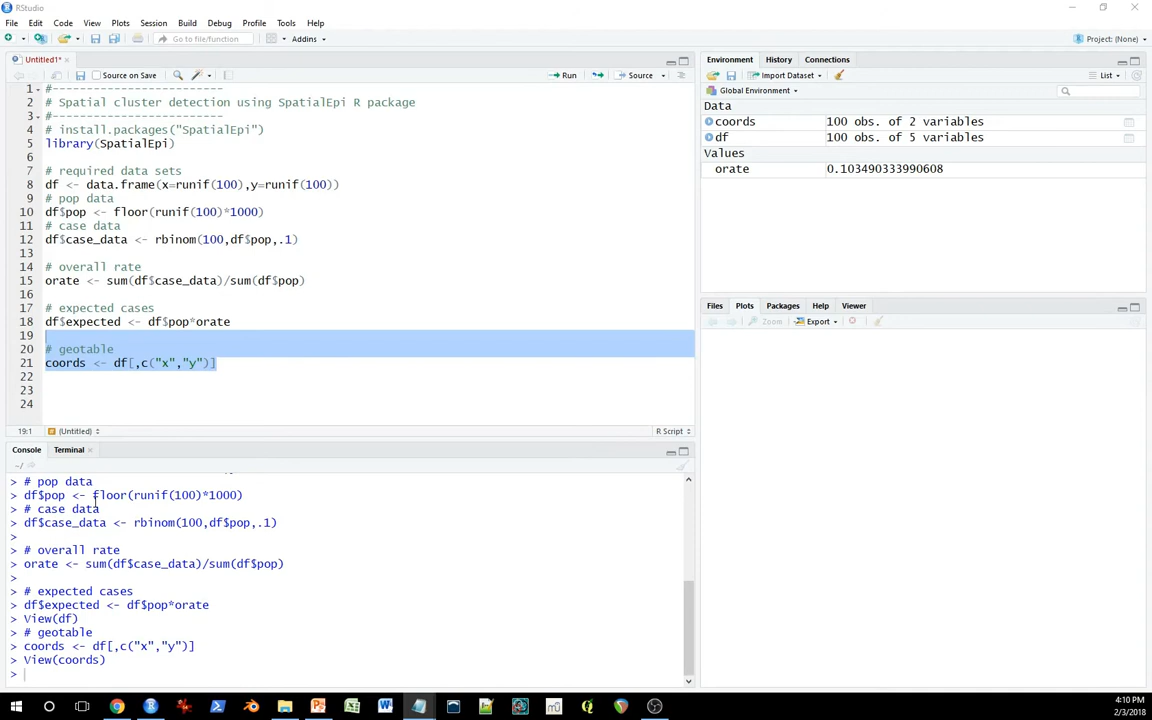 RStudio
File Edit Code View Plots Session Build Debug Profile Tools Help
Go to file/function Addins Project: (None)
Untitled1*
Source on Save Run Source
1 #-------------------------
2 # Spatial cluster detection using SpatialEpi R package
3 #-------------------------
4 # install.packages("SpatialEpi")
5 library(SpatialEpi)
6
7 # required data sets
8 df <- data.frame(x=runif(100),y=runif(100))
9 # pop data
10 df$pop <- floor(runif(100)*1000)
11 # case data
12 df$case_data <- rbinom(100,df$pop,.1)
13
14 # overall rate
15 orate <- sum(df$case_data)/sum(df$pop)
16
17 # expected cases
18 df$expected <- df$pop*orate
19
20 # geotable
21 coords <- df[,c("x","y")]
22
23
24
19:1 (Untitled) R Script
Console Terminal
~/
> # pop data
> df$pop <- floor(runif(100)*1000)
> # case data
> df$case_data <- rbinom(100,df$pop,.1)
>
> # overall rate
> orate <- sum(df$case_data)/sum(df$pop)
>
> # expected cases
> df$expected <- df$pop*orate
> View(df)
> # geotable
> coords <- df[,c("x","y")]
> View(coords)
>
Environment History Connections
Import Dataset List
Global Environment
Data
coords 100 obs. of 2 variables
df 100 obs. of 5 variables
Values
orate 0.103490333990608
Files Plots Packages Help Viewer
Zoom Export
4:10 PM
2/3/2018